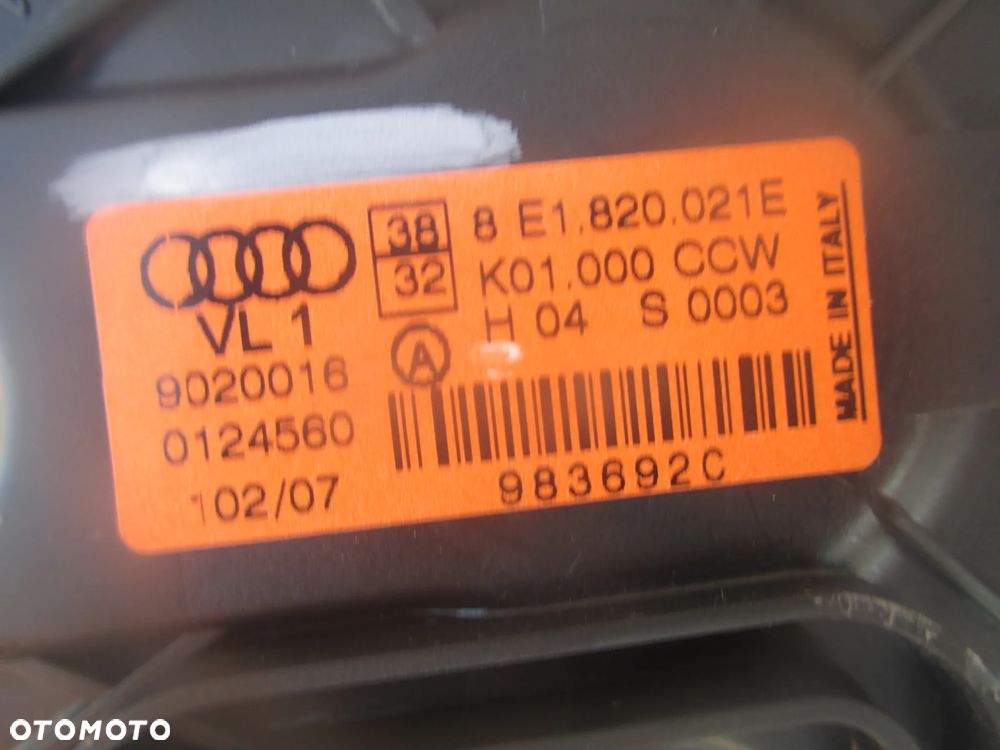 38 8 E1.820.021E
32 K01.000 CCW
VL 1 H 04 S 0003
A
9020016
0124560
102/07
983692C
MADE IN ITALY
OTOMOTO